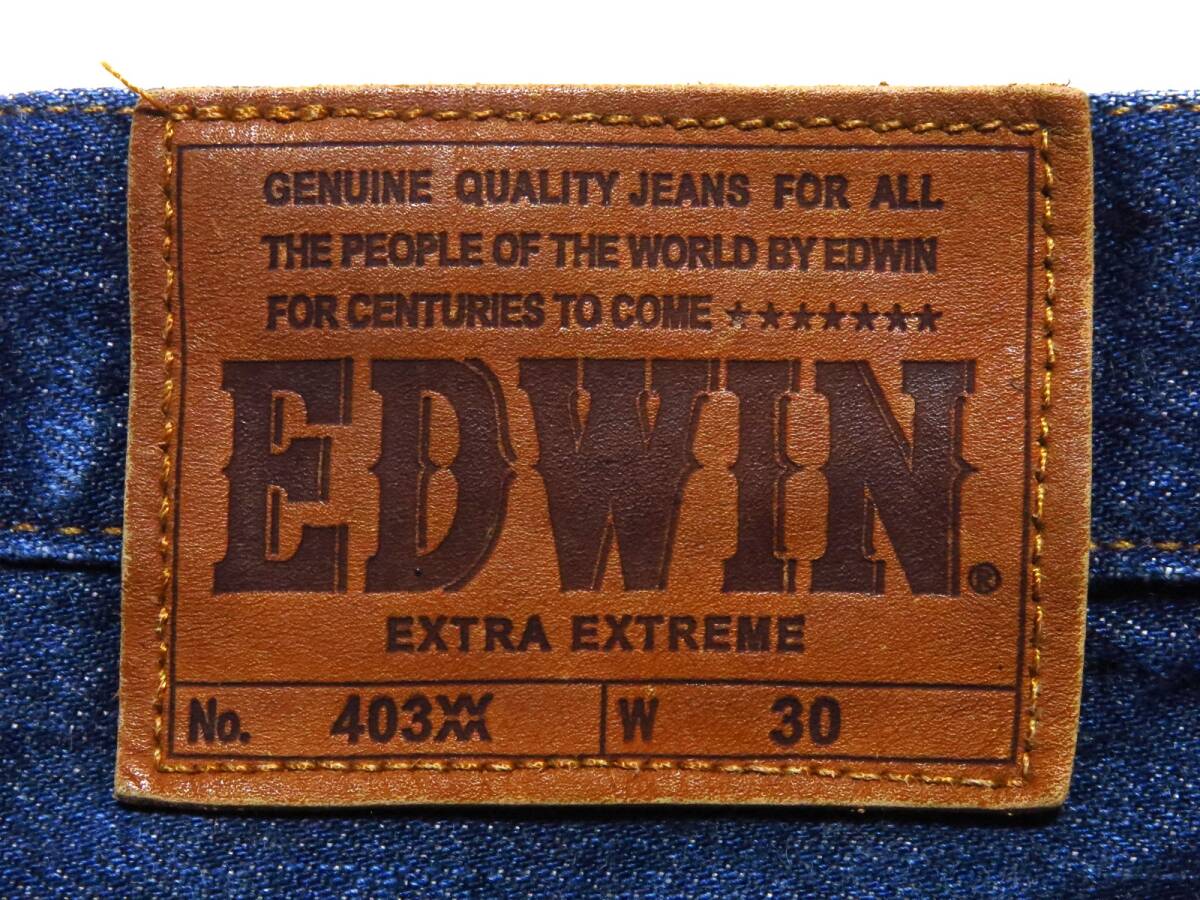 GENUINE QUALITY JEANS FOR ALL
THE PEOPLE OF THE WORLD BY EDWIN
FOR CENTURIES TO COME ★★★★★★★
EDWIN®
EXTRA EXTREME
No. 403XX W 30